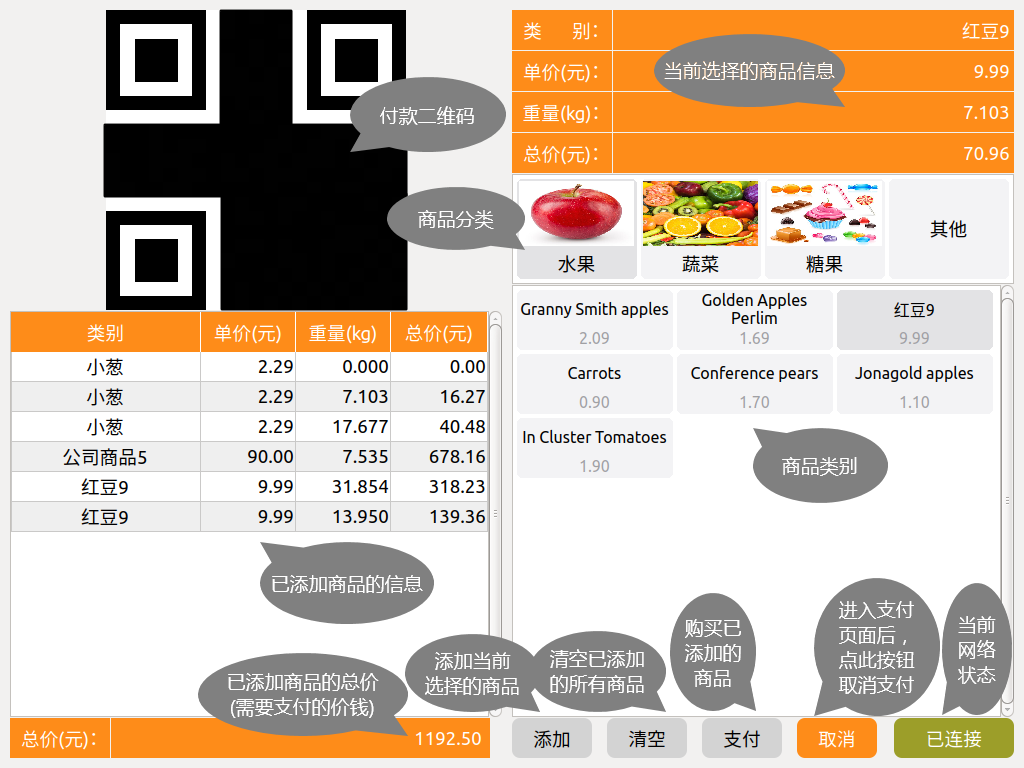 付款二维码
类 别： 红豆9
单价(元)： 9.99
重量(kg)： 7.103
总价(元)： 70.96
当前选择的商品信息
商品分类
水果 蔬菜 糖果 其他
类别 单价(元) 重量(kg) 总价(元)
小葱 2.29 0.000 0.00
小葱 2.29 7.103 16.27
小葱 2.29 17.677 40.48
公司商品5 90.00 7.535 678.16
红豆9 9.99 31.854 318.23
红豆9 9.99 13.950 139.36
已添加商品的信息
Granny Smith apples
2.09
Golden Apples
Perlim
1.69
红豆9
9.99
Carrots
0.90
Conference pears
1.70
Jonagold apples
1.10
In Cluster Tomatoes
1.90
商品类别
已添加商品的总价
(需要支付的价钱)
添加当前
选择的商品
清空已添加
的所有商品
购买已
添加的
商品
进入支付
页面后，
点此按钮
取消支付
当前
网络
状态
总价(元)： 1192.50
添加 清空 支付 取消 已连接